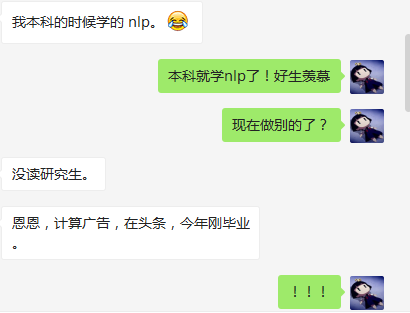 我本科的时候学的 nlp。😂
本科就学nlp了！好生羡慕
现在做别的了？
没读研究生。
恩恩，计算广告，在头条，今年刚毕业
。
！！！